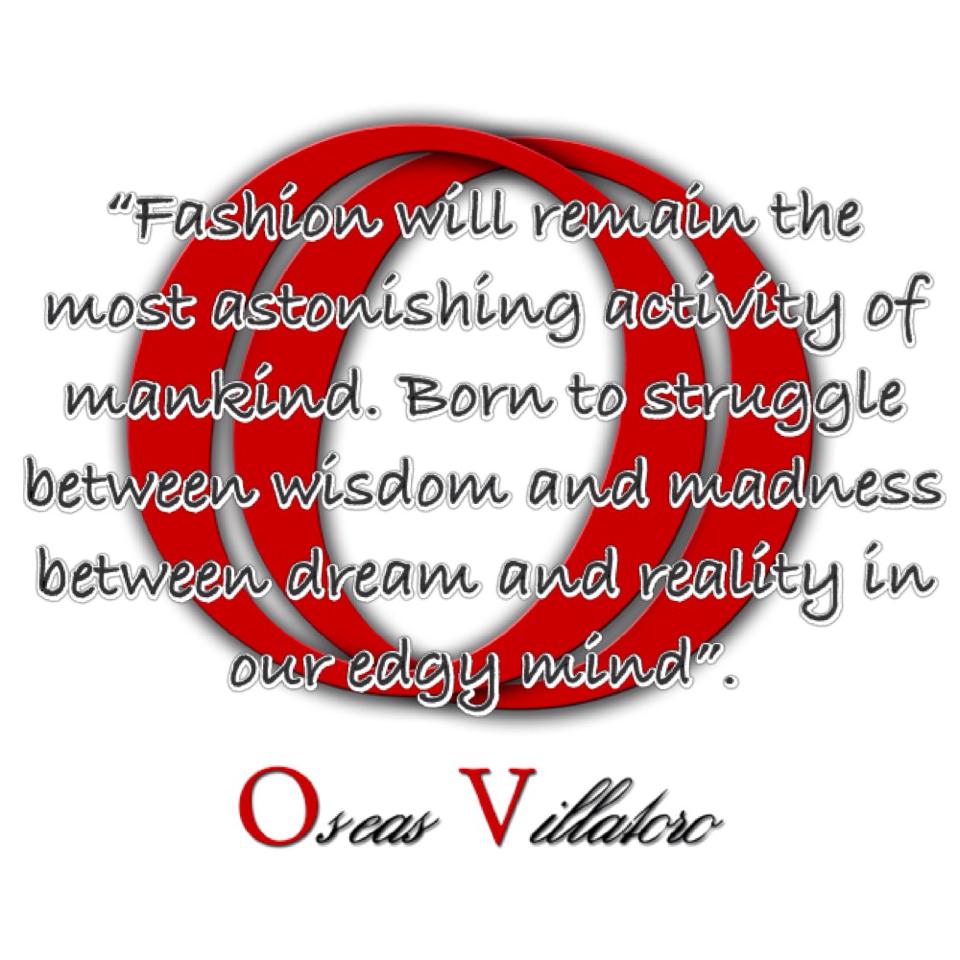 “Fashion will remain the
most astonishing activity of
mankind. Born to struggle
between wisdom and madness
between dream and reality in
our edgy mind”.
Oseas Villatoro